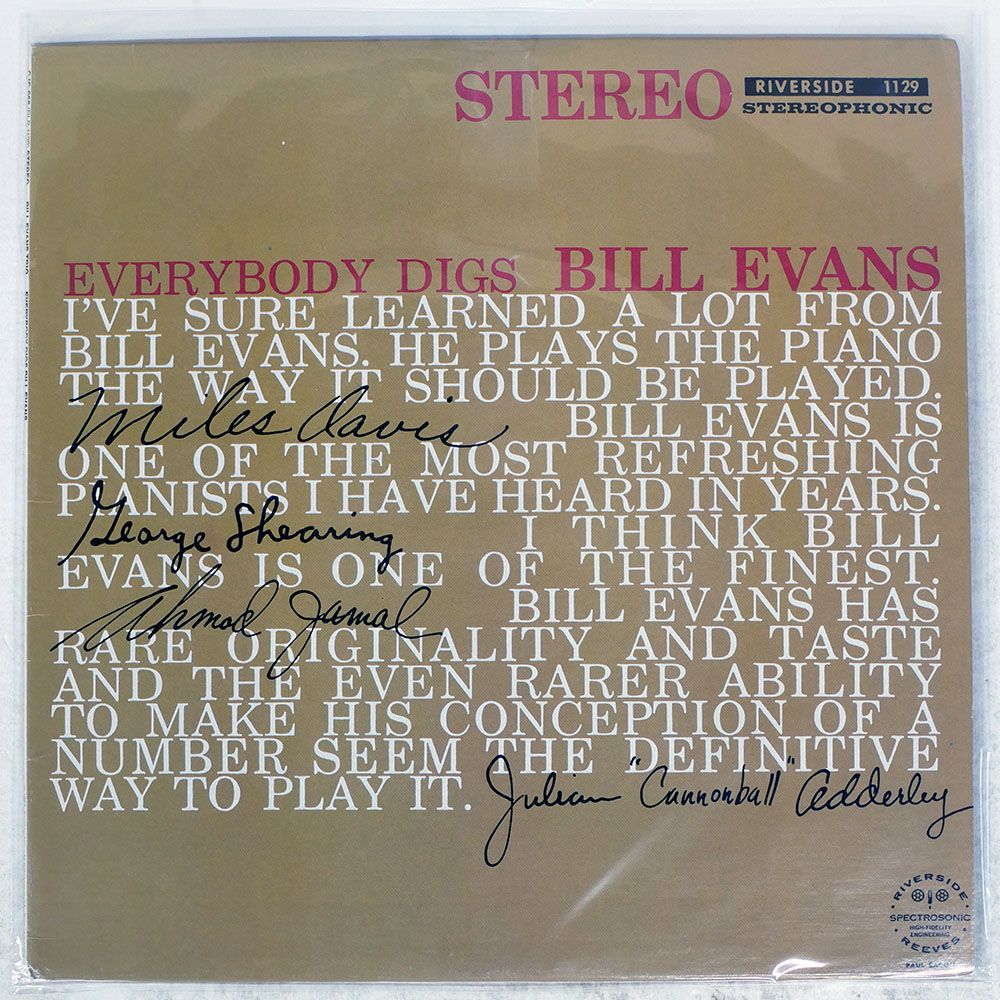 STEREO
RIVERSIDE 1129
STEREOPHONIC
EVERYBODY DIGS BILL EVANS
I'VE SURE LEARNED A LOT FROM
BILL EVANS. HE PLAYS THE PIANO
THE WAY IT SHOULD BE PLAYED.
Miles Davis BILL EVANS IS
ONE OF THE MOST REFRESHING
PIANISTS I HAVE HEARD IN YEARS.
George Shearing I THINK BILL
EVANS IS ONE OF THE FINEST.
Ahmad Jamal BILL EVANS HAS
RARE ORIGINALITY AND TASTE
AND THE EVEN RARER ABILITY
TO MAKE HIS CONCEPTION OF A
NUMBER SEEM THE DEFINITIVE
WAY TO PLAY IT. Julian "Cannonball" Adderley
RIVERSIDE
SPECTROSONIC
HIGH-FIDELITY
ENGINEERING
REEVES
PAUL